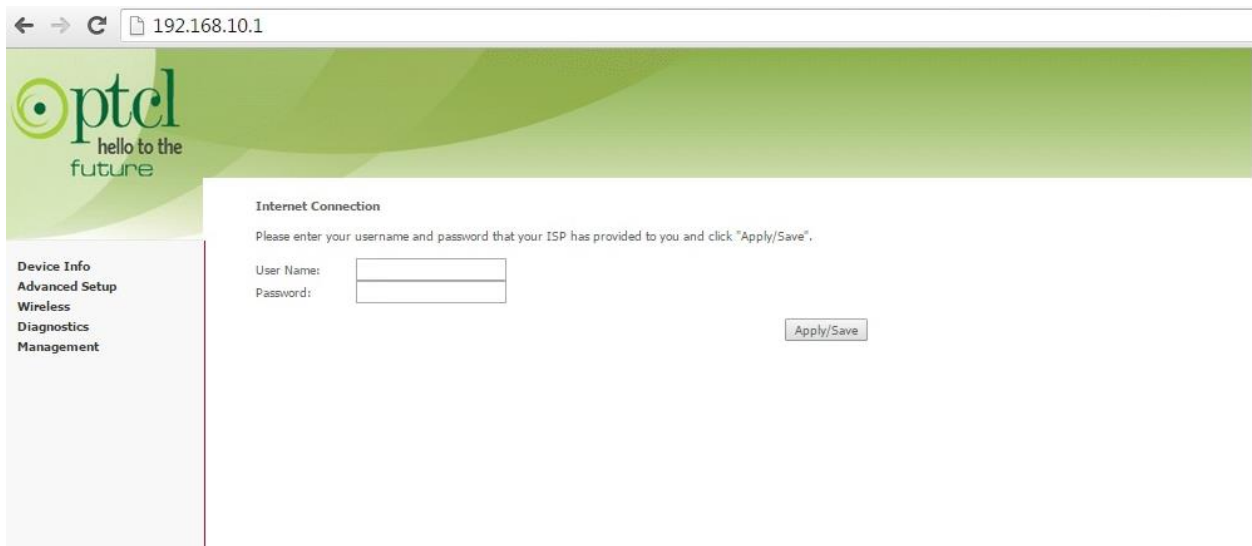 192.168.10.1
ptcl
hello to the
future
Internet Connection
Please enter your username and password that your ISP has provided to you and click "Apply/Save".
User Name:
Password:
Apply/Save
Device Info
Advanced Setup
Wireless
Diagnostics
Management